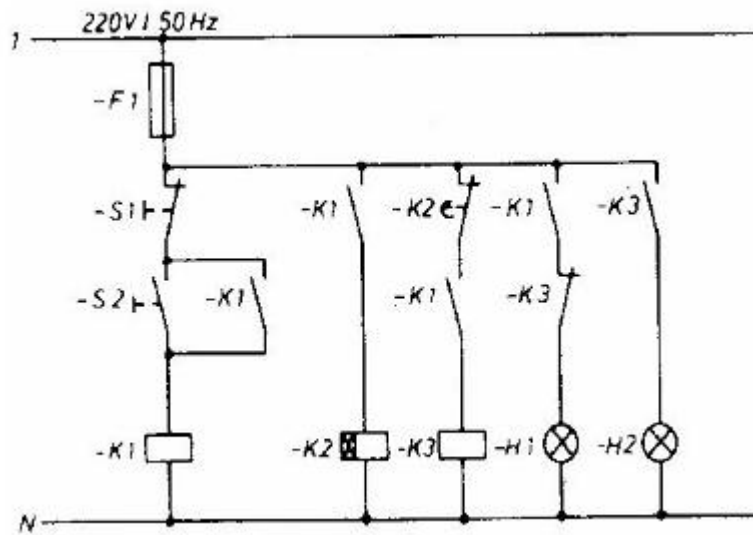 220V / 50Hz
1
-F1
-S1 -K1 -K2 -K1 -K3
-S2 -K1 -K1 -K3
-K1 -K2 -K3 -H1 -H2
N